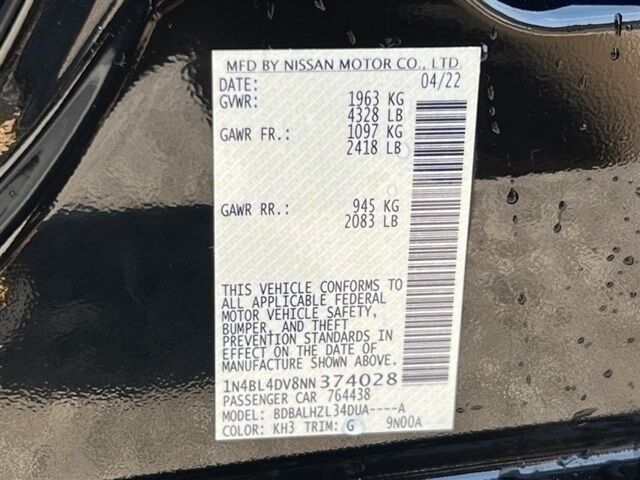 MFD BY NISSAN MOTOR CO., LTD.
DATE: 04/22
GVWR: 1963 KG
4328 LB
GAWR FR.: 1097 KG
2418 LB
GAWR RR.: 945 KG
2083 LB
THIS VEHICLE CONFORMS TO
ALL APPLICABLE FEDERAL
MOTOR VEHICLE SAFETY,
BUMPER, AND THEFT
PREVENTION STANDARDS IN
EFFECT ON THE DATE OF
MANUFACTURE SHOWN ABOVE.
1N4BL4DV8NN374028
PASSENGER CAR 764438
MODEL: BDBALHZL34DUA----A
COLOR: KH3 TRIM: G 9N00A